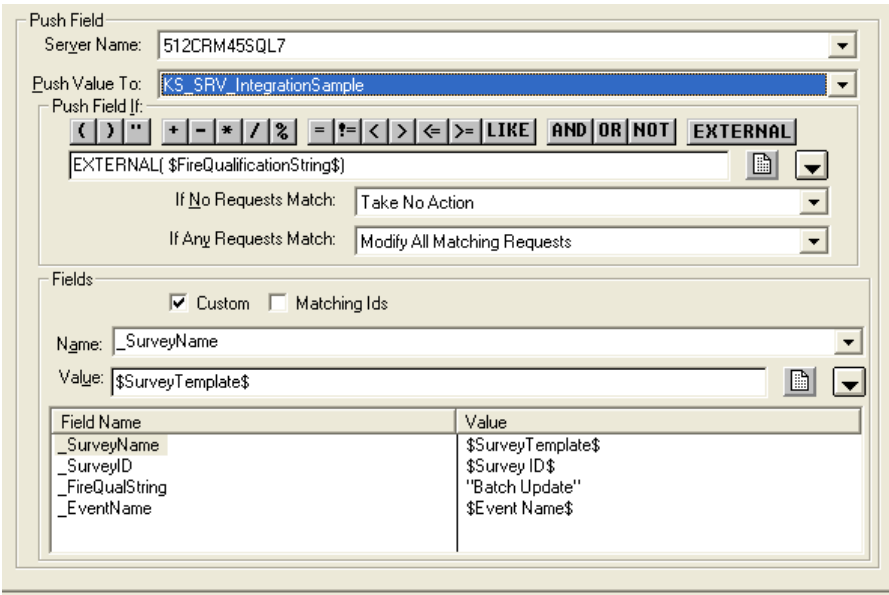 Push Field
Server Name: 512CRM45SQL7
Push Value To: KS_SRV_IntegrationSample
Push Field If:
( ) " + - * / % = != < > <= >= LIKE AND OR NOT EXTERNAL
EXTERNAL( $FireQualificationString$)
If No Requests Match: Take No Action
If Any Requests Match: Modify All Matching Requests
Fields
Custom Matching Ids
Name: _SurveyName
Value: $SurveyTemplate$
Field Name Value
_SurveyName $SurveyTemplate$
_SurveyID $Survey ID$
_FireQualString "Batch Update"
_EventName $Event Name$